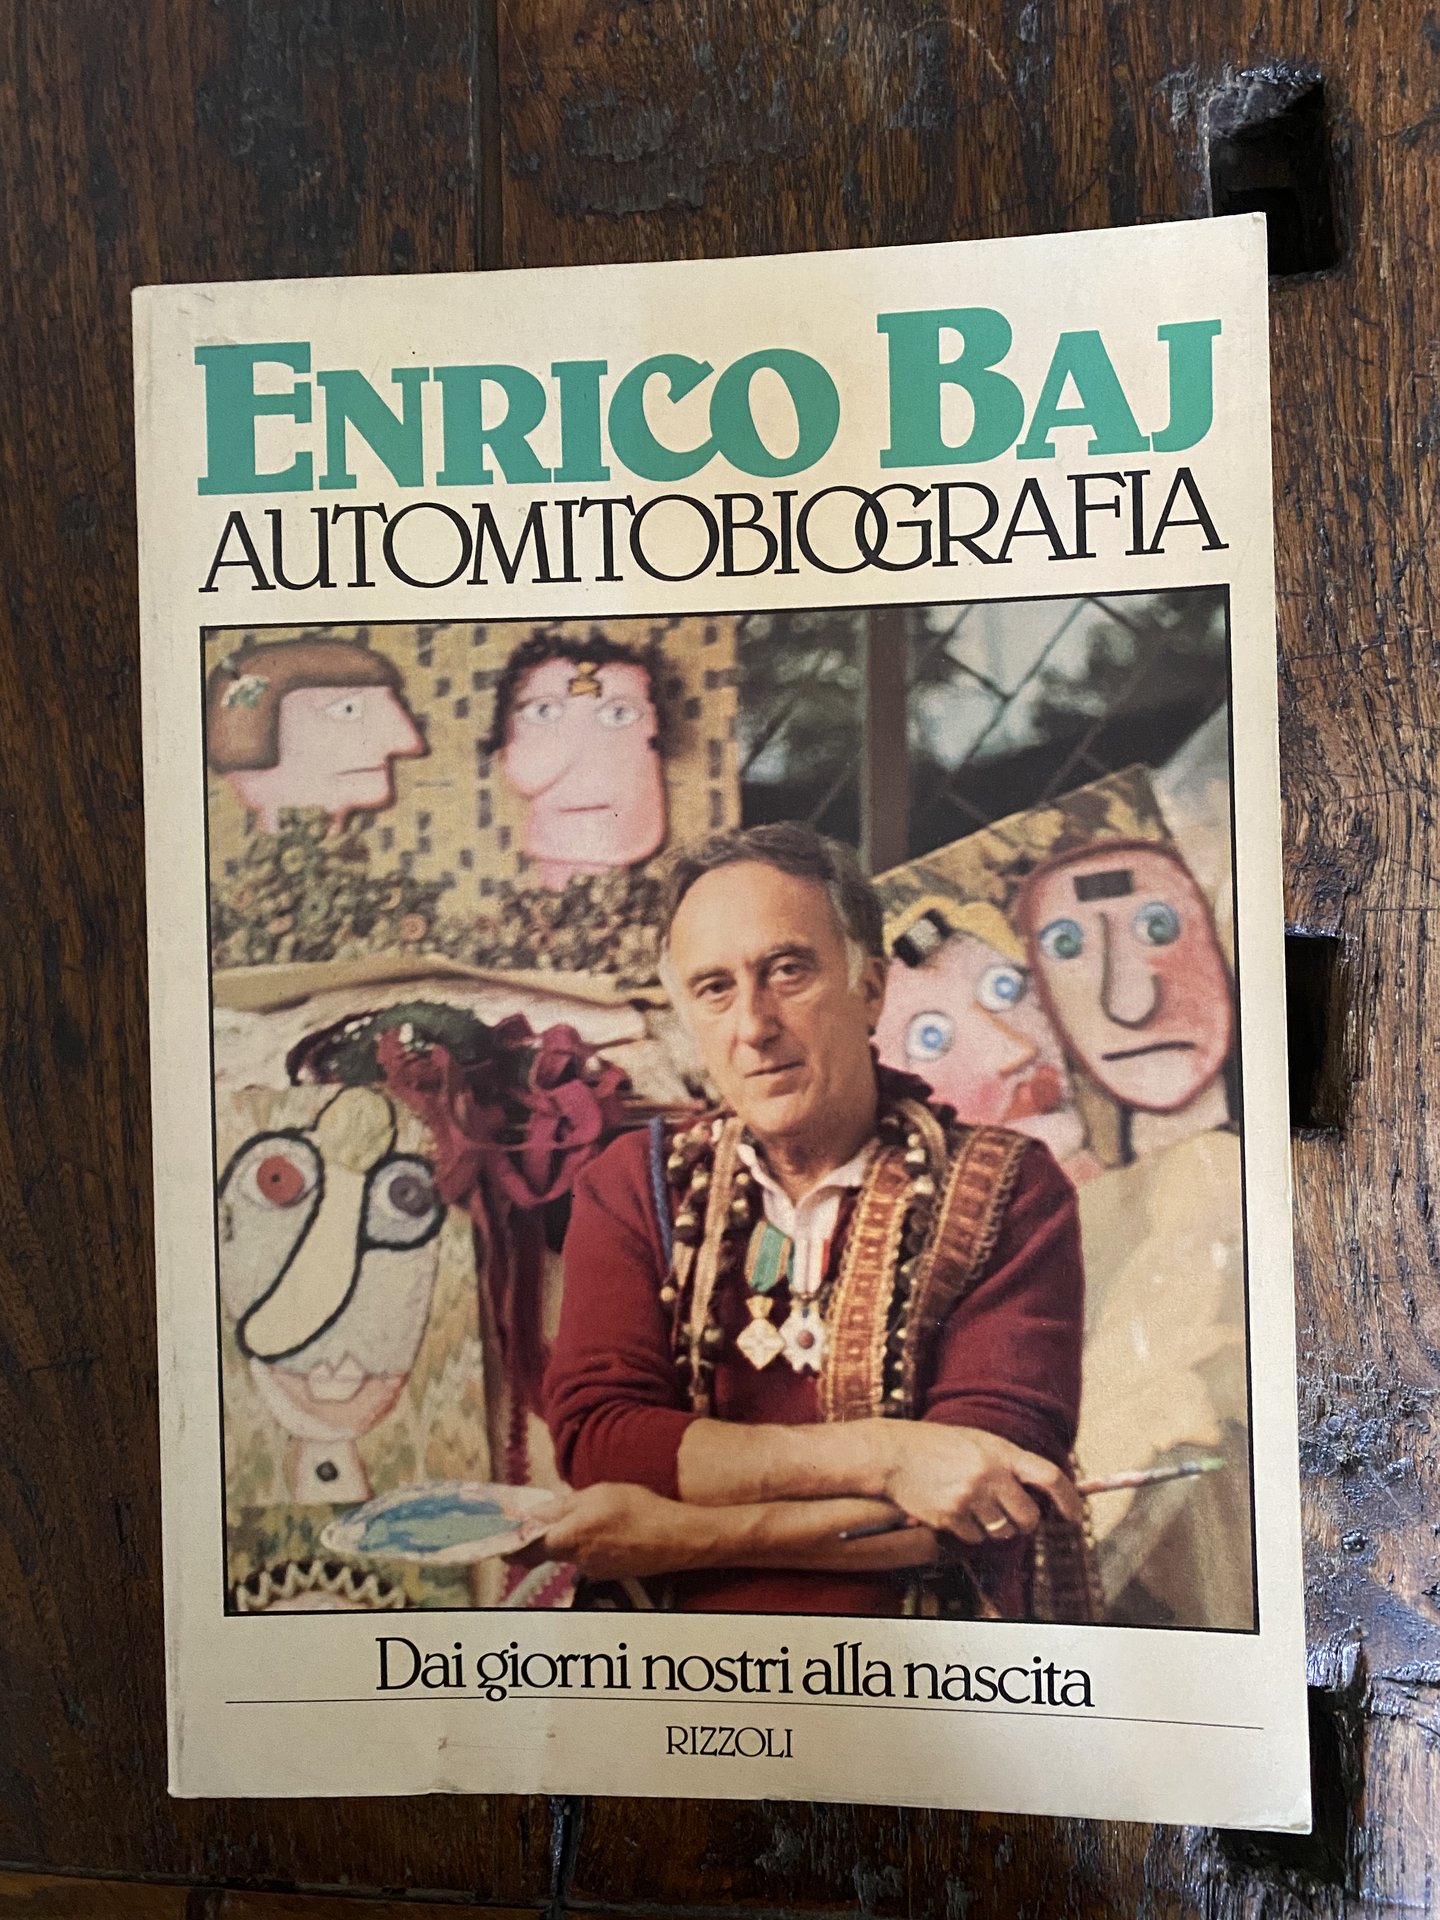 ENRICO BAJ
AUTOMITOBIOGRAFIA
Dai giorni nostri alla nascita
RIZZOLI